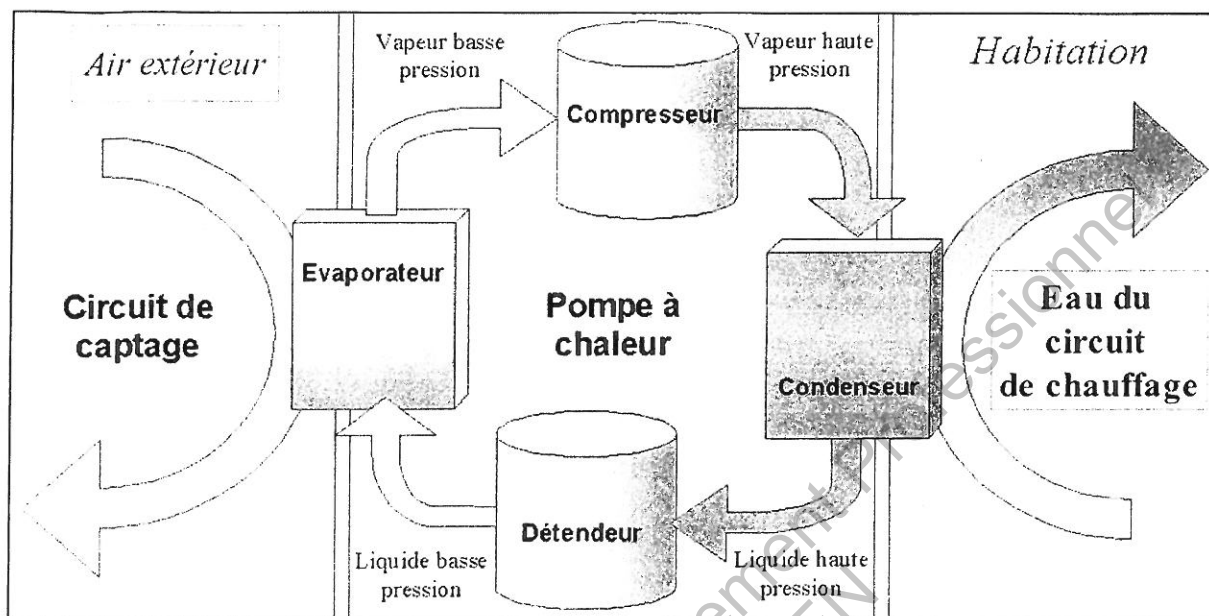 Air extérieur
Vapeur basse
pression
Compresseur
Vapeur haute
pression
Habitation
Evaporateur
Circuit de
captage
Pompe à
chaleur
Condenseur
Eau du
circuit
de chauffage
Détendeur
Liquide basse
pression
Liquide haute
pression